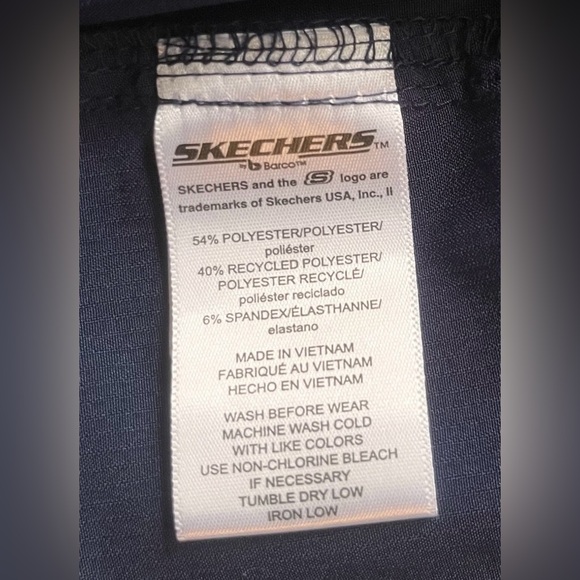 SKECHERS™
by b Barco™
SKECHERS and the S logo are
trademarks of Skechers USA, Inc., II
54% POLYESTER/POLYESTER/
poliéster
40% RECYCLED POLYESTER/
POLYESTER RECYCLÉ/
poliéster reciclado
6% SPANDEX/ÉLASTHANNE/
elastano
MADE IN VIETNAM
FABRIQUÉ AU VIETNAM
HECHO EN VIETNAM
WASH BEFORE WEAR
MACHINE WASH COLD
WITH LIKE COLORS
USE NON-CHLORINE BLEACH
IF NECESSARY
TUMBLE DRY LOW
IRON LOW